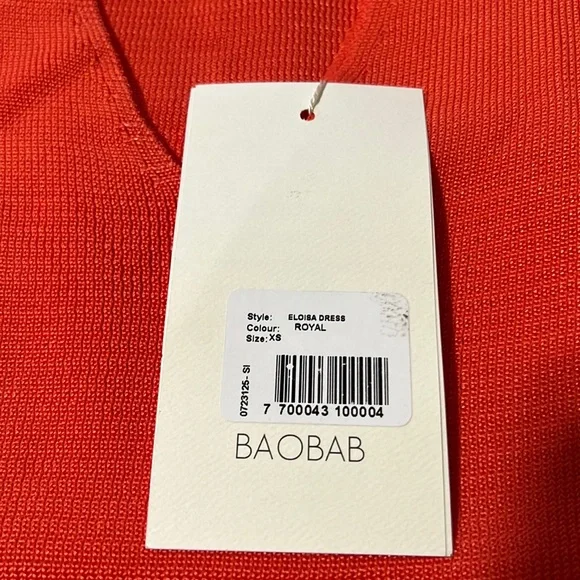 Style: ELOISA DRESS
Colour: ROYAL
Size: XS
0723125- SI
7 700043 100004
BAOBAB